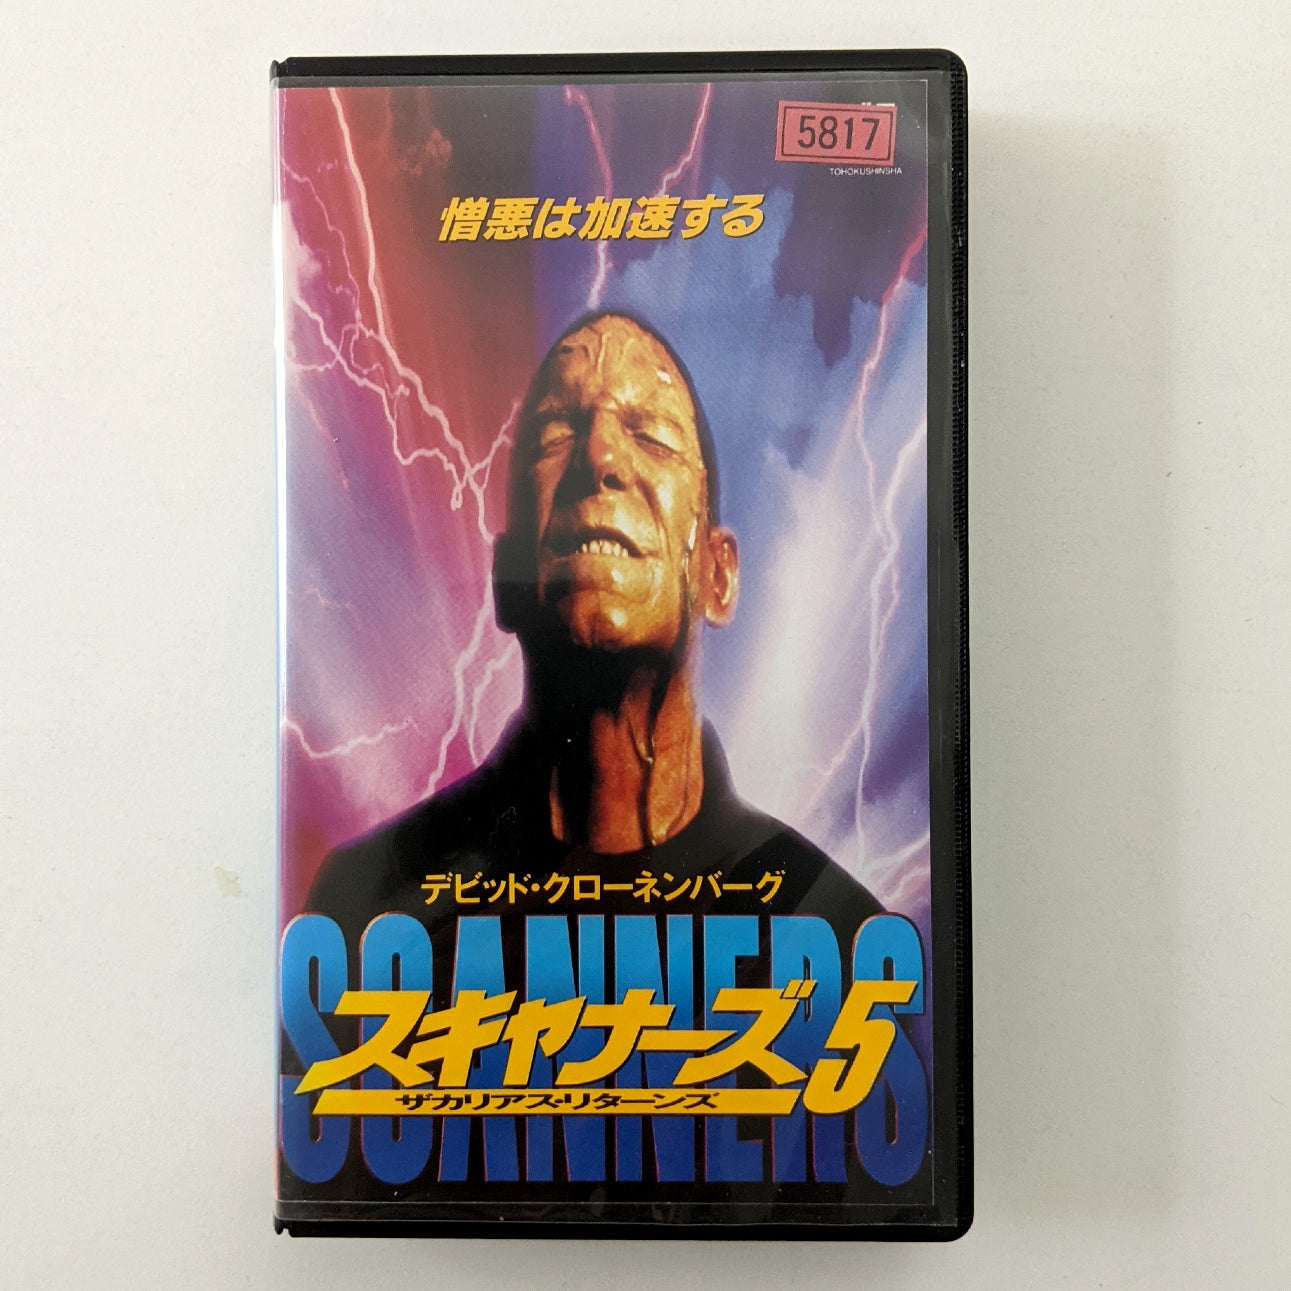 5817
TOHOKUSHINSHA
憎悪は加速する
デビッド・クローネンバーグ
SCANNERS
スキャナーズ5
ザカリアス・リターンズ